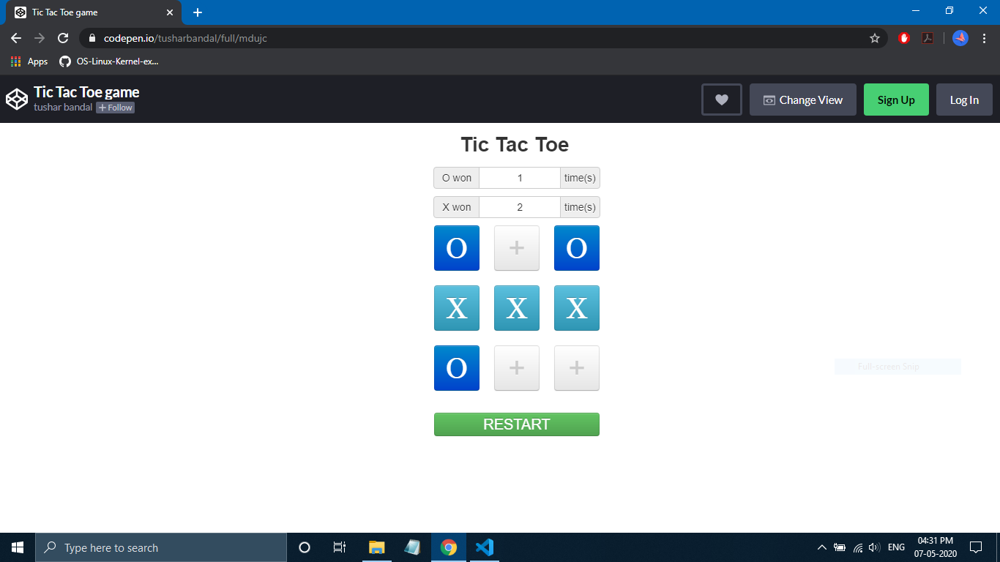 Tic Tac Toe game
codepen.io/tusharbandal/full/mdujc
Apps OS-Linux-Kernel-ex...
Tic Tac Toe game
tushar bandal + Follow
Change View Sign Up Log In
Tic Tac Toe
O won 1 time(s)
X won 2 time(s)
O + O
X X X
O + +
Full-screen Snip
RESTART
Type here to search
ENG
04:31 PM
07-05-2020